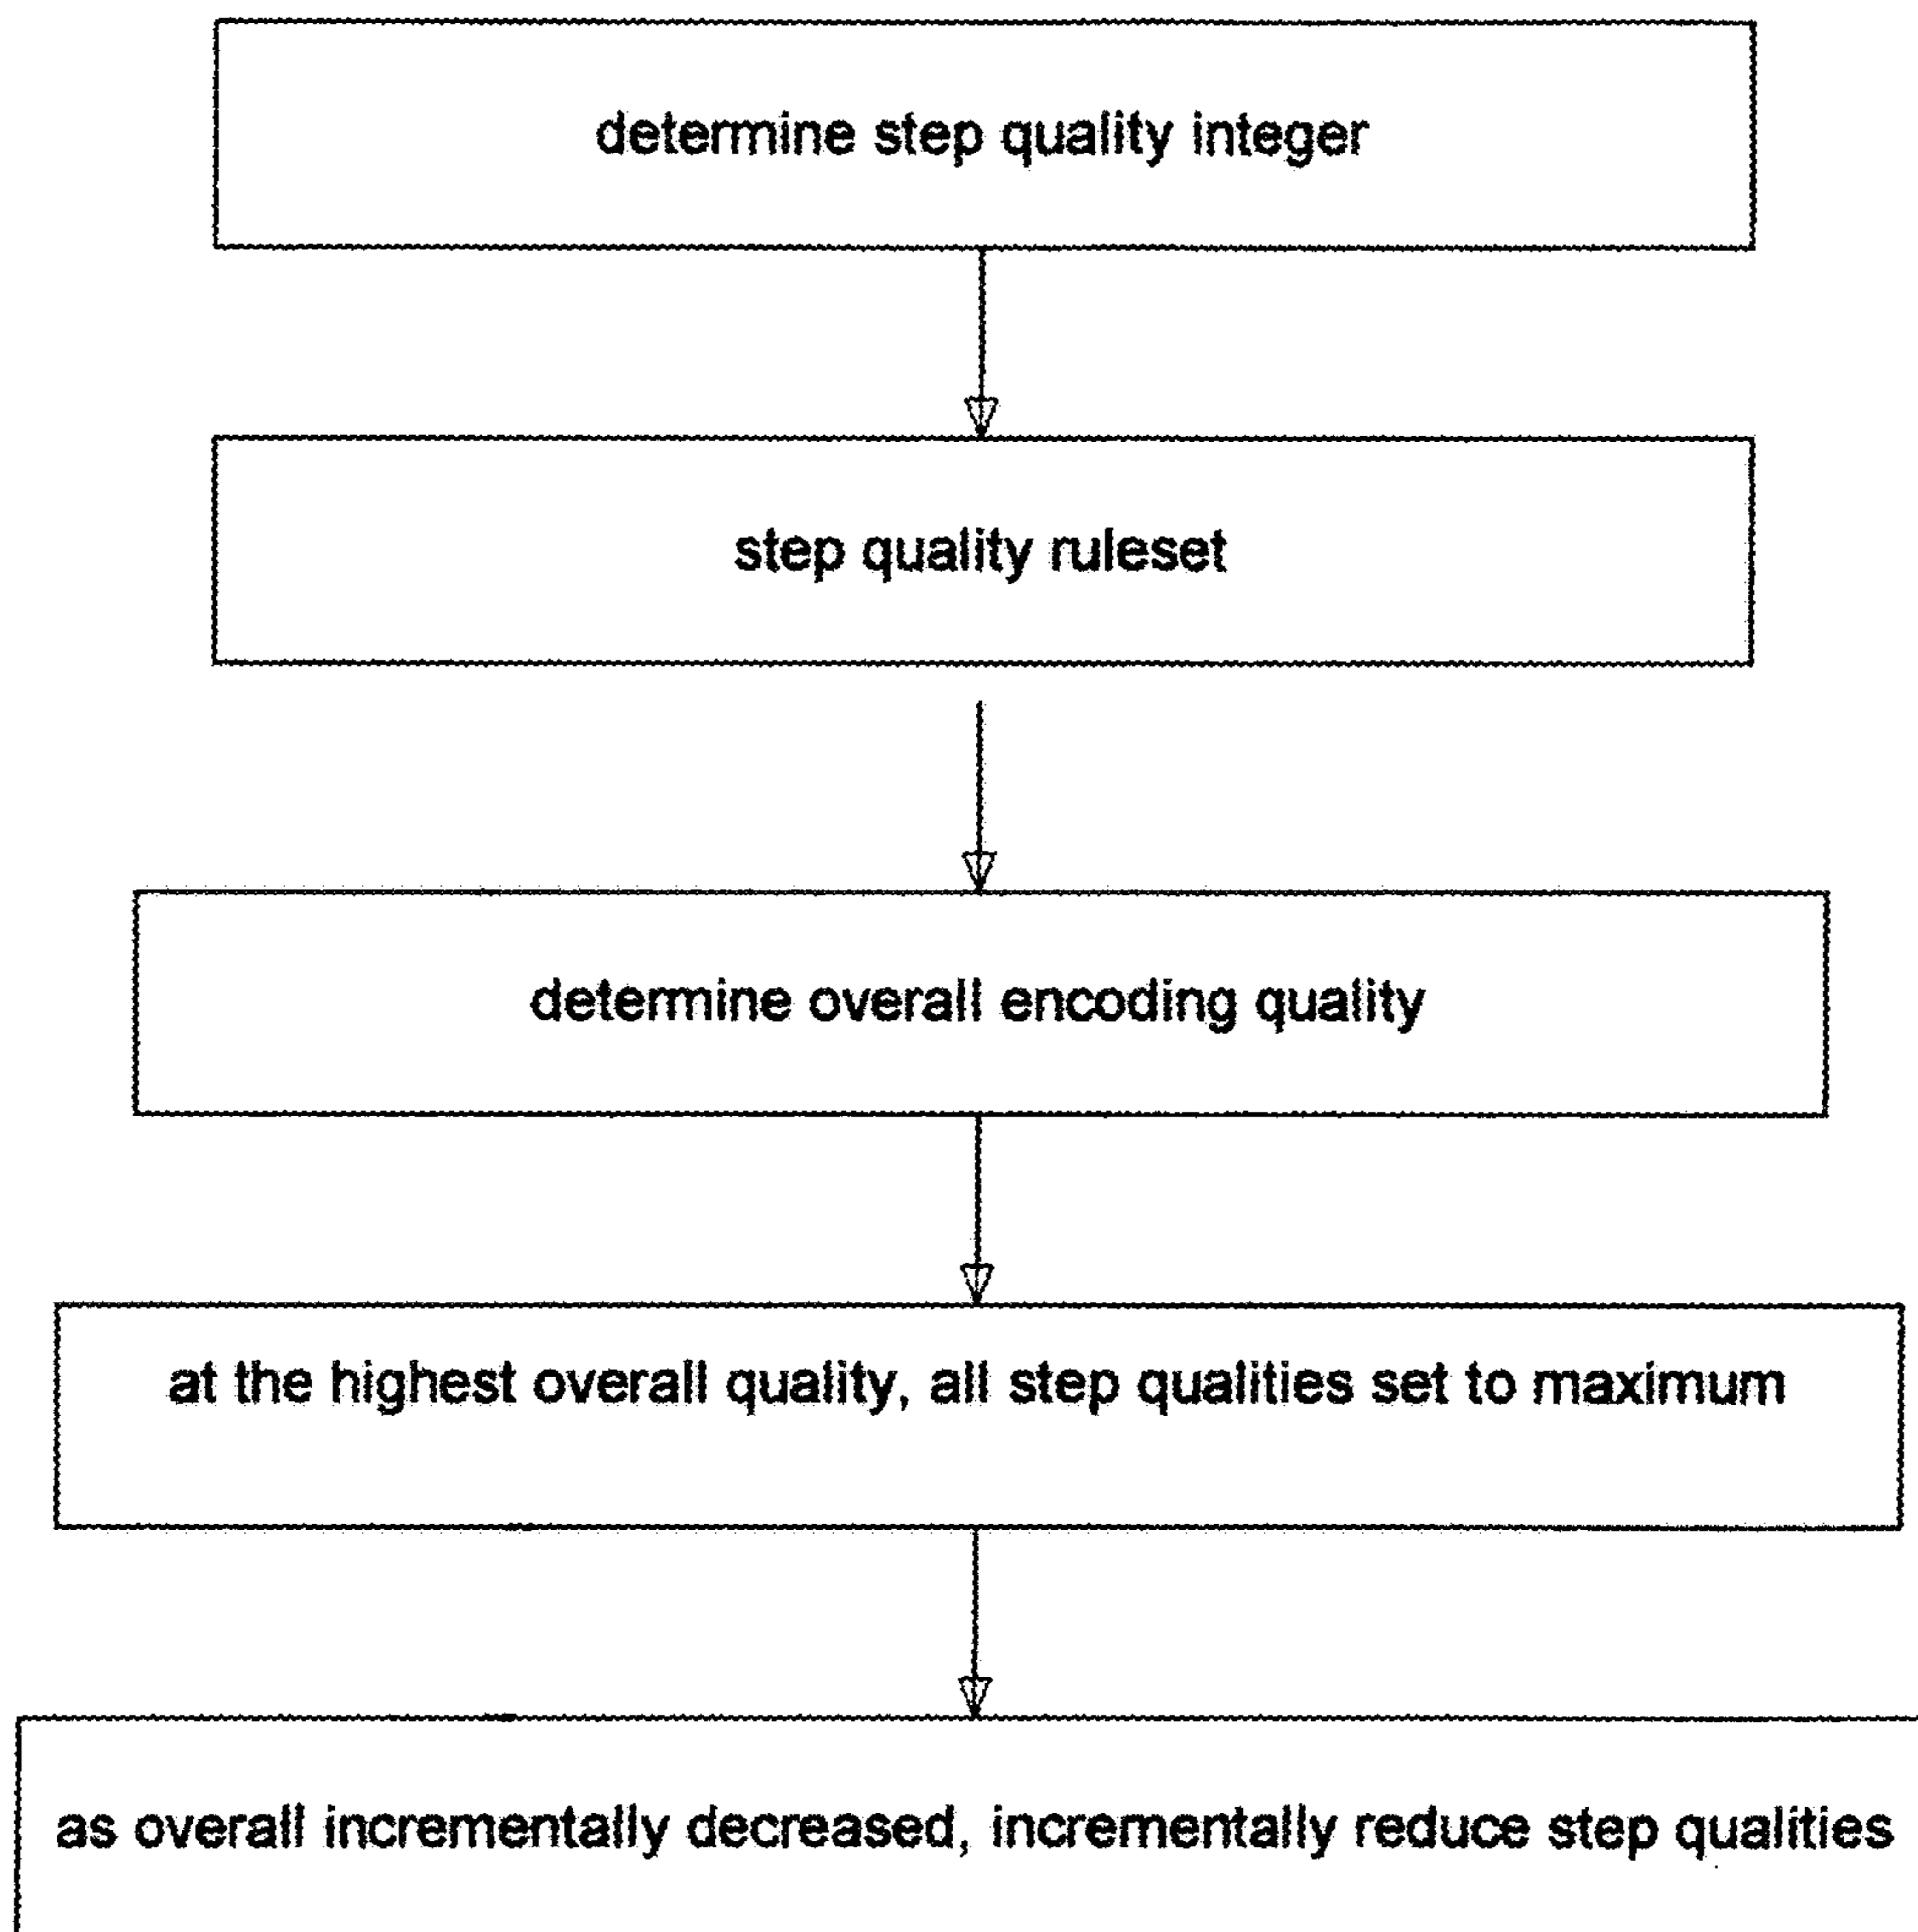 determine step quality integer
step quality ruleset
determine overall encoding quality
at the highest overall quality, all step qualities set to maximum
as overall incrementally decreased, incrementally reduce step qualities